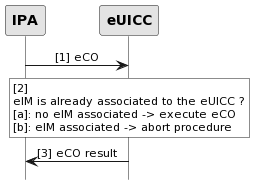 IPA eUICC
[1] eCO
[2]
eIM is already associated to the eUICC ?
[a]: no eIM associated -> execute eCO
[b]: eIM associated -> abort procedure
[3] eCO result